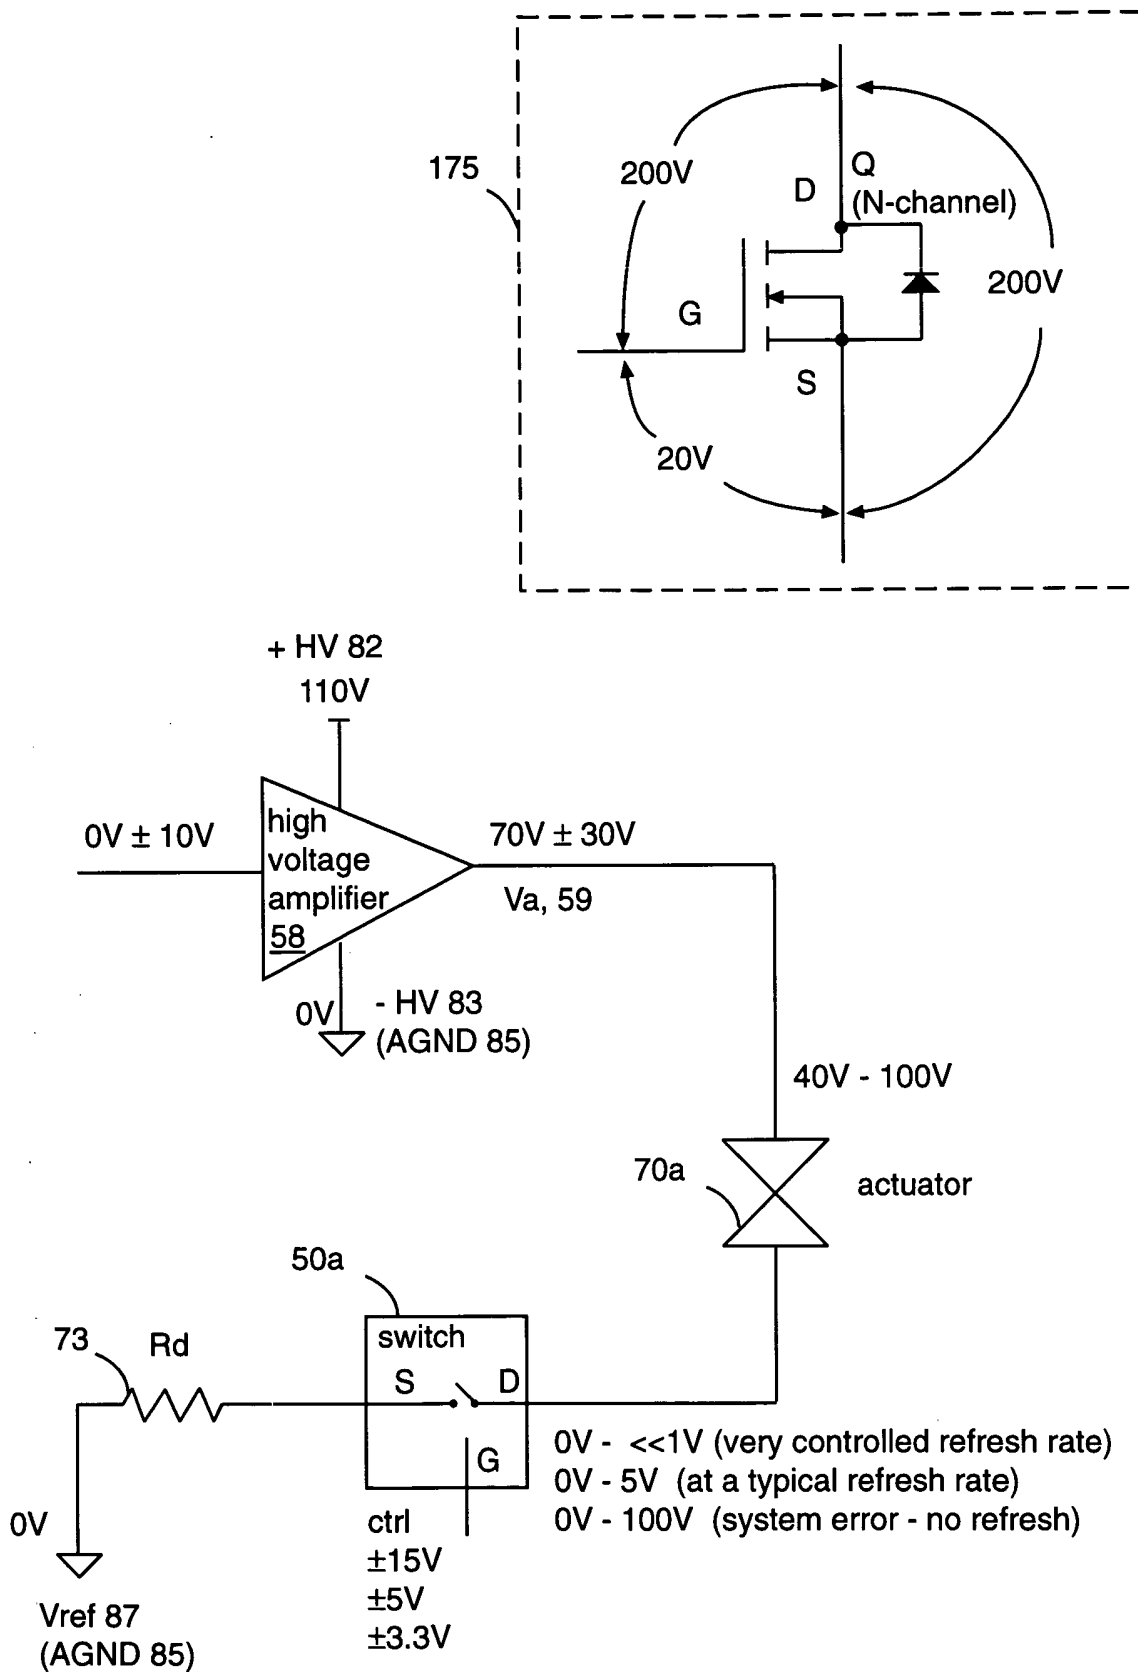 175
200V
D
Q
(N-channel)
200V
G
S
20V
+ HV 82
110V
0V ± 10V
high
voltage
amplifier
58
70V ± 30V
Va, 59
0V
- HV 83
(AGND 85)
40V - 100V
70a
actuator
50a
73
Rd
switch
S
D
G
0V - <<1V (very controlled refresh rate)
0V - 5V (at a typical refresh rate)
0V - 100V (system error - no refresh)
0V
ctrl
±15V
±5V
±3.3V
Vref 87
(AGND 85)